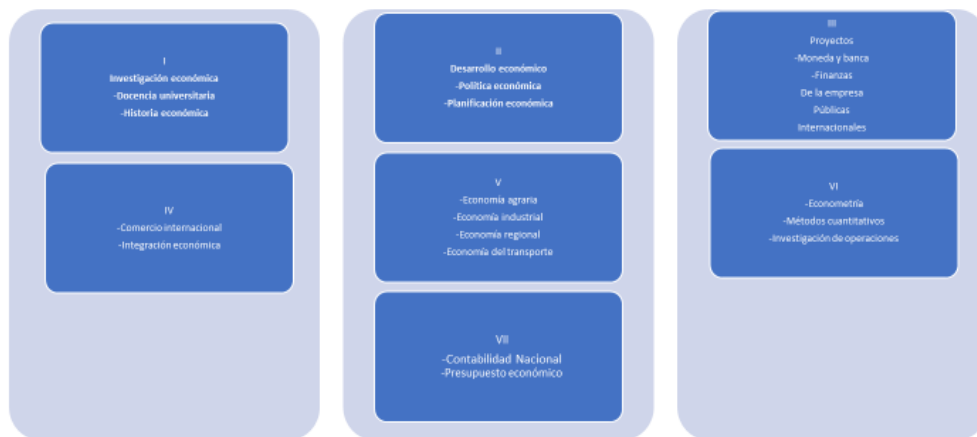 I
Investigación económica
-Docencia universitaria
-Historia económica
II
Desarrollo económico
-Política económica
-Planificación económica
III
Proyectos
-Moneda y banca
-Finanzas
De la empresa
Públicas
Internacionales
IV
-Comercio internacional
-Integración económica
V
-Economía agraria
-Economía industrial
-Economía regional
-Economía del transporte
VI
-Econometría
-Métodos cuantitativos
-Investigación de operaciones
VII
-Contabilidad Nacional
-Presupuesto económico